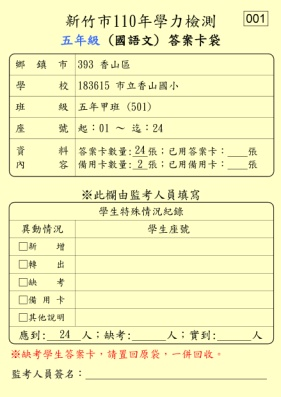 新竹市110年學力檢測
001
五年級 (國語文) 答案卡袋
鄉鎮市 393 香山區
學校 183615 市立香山國小
班級 五年甲班 (501)
座號 起：01 ～ 迄：24
資料內容 答案卡數量:24張；已用答案卡：____張
備用卡數量: 2 張；已用備用卡：____張
※此欄由監考人員填寫
學生特殊情況紀錄
異動情況 學生座號
□新增
□轉出
□缺考
□備用卡
□其他說明
應到: 24 人；缺考:_____人；實到:_____人
※缺考學生答案卡，請置回原袋，一併回收。
監考人員簽名：____________________